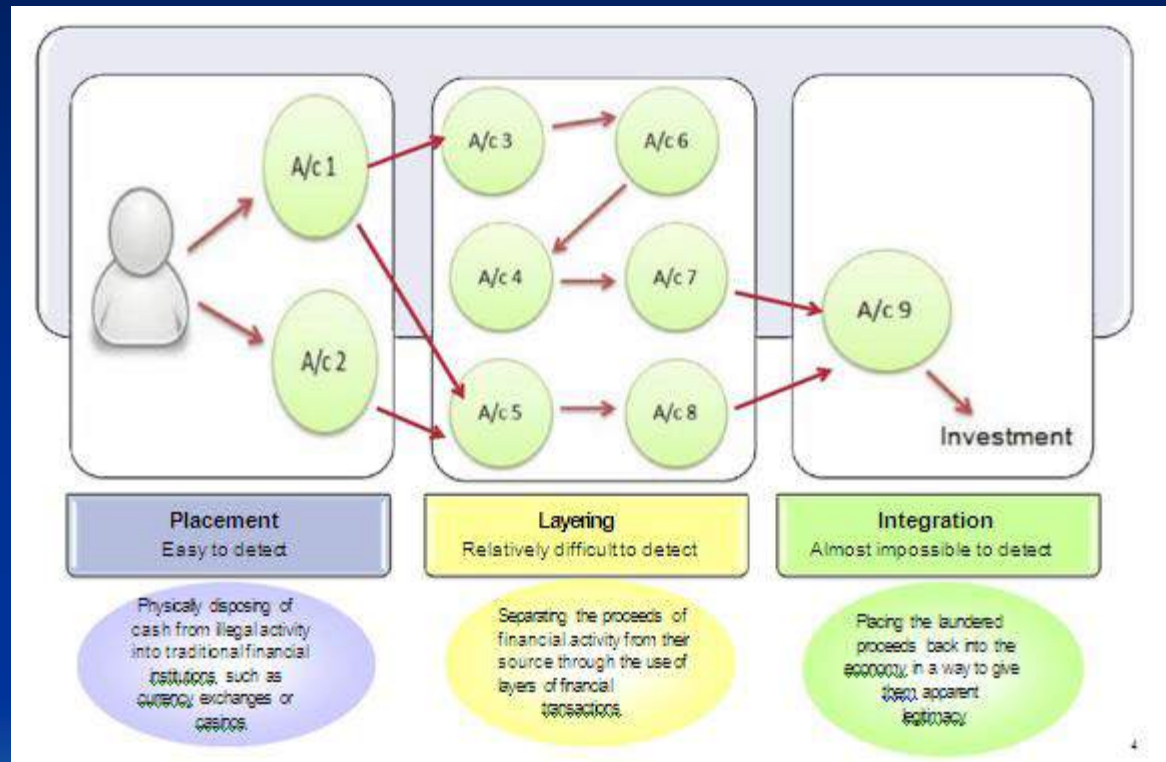 A/c 1
A/c 2
A/c 3
A/c 6
A/c 4
A/c 7
A/c 5
A/c 8
A/c 9
Investment
Placement
Easy to detect
Layering
Relatively difficult to detect
Integration
Almost impossible to detect
Physically disposing of
cash from illegal activity
into traditional financial
institutions, such as
currency exchanges or
casinos.
Separating the proceeds of
financial activity from their
source through the use of
layers of financial
transactions.
Placing the laundered
proceeds back into the
economy in a way to give
them apparent
legitimacy.
4